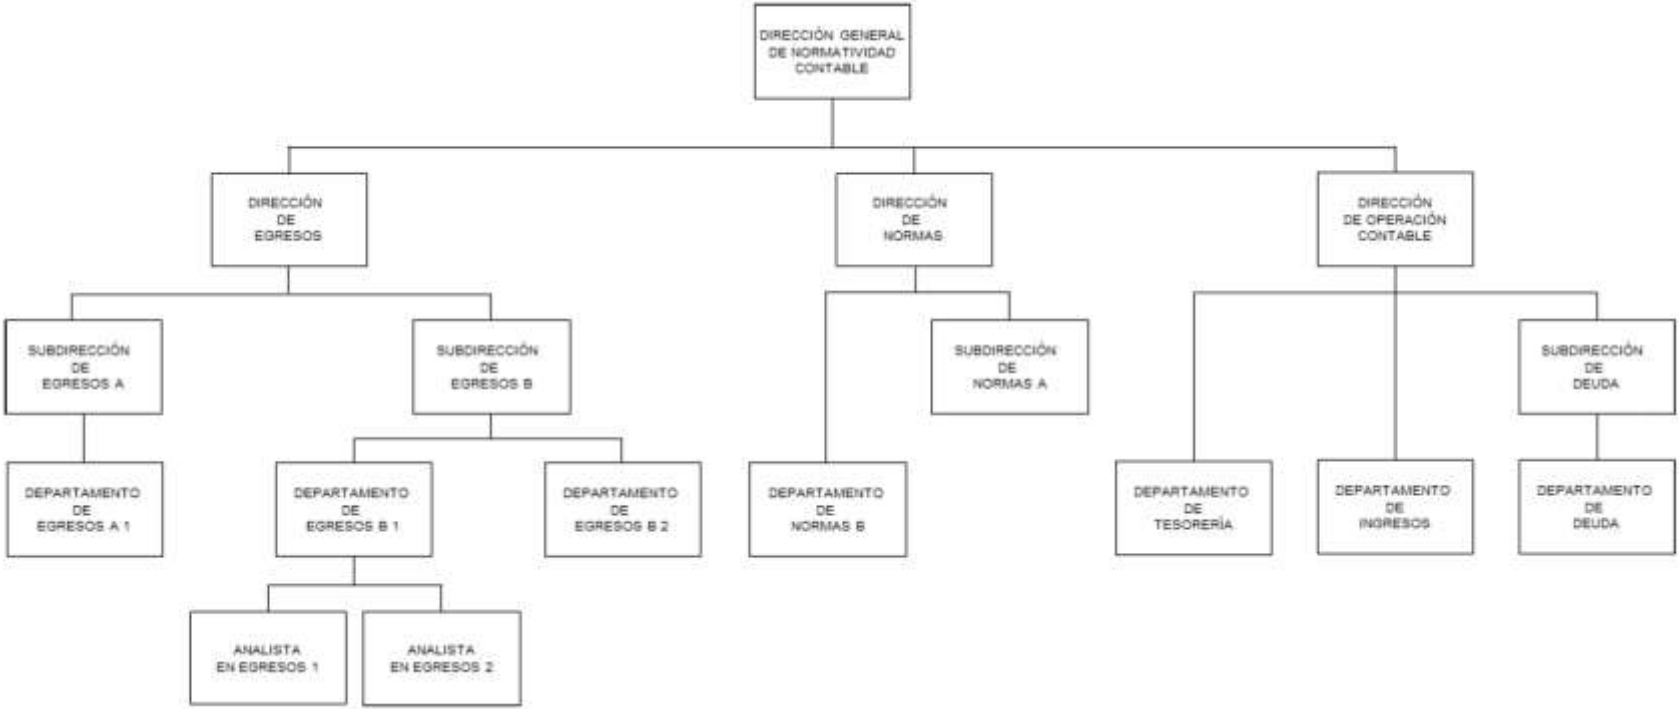 DIRECCIÓN GENERAL
DE NORMATIVIDAD
CONTABLE
DIRECCIÓN
DE
EGRESOS
DIRECCIÓN
DE
NORMAS
DIRECCIÓN
DE OPERACIÓN
CONTABLE
SUBDIRECCIÓN
DE
EGRESOS A
SUBDIRECCIÓN
DE
EGRESOS B
SUBDIRECCIÓN
DE
NORMAS A
SUBDIRECCIÓN
DE
DEUDA
DEPARTAMENTO
DE
EGRESOS A 1
DEPARTAMENTO
DE
EGRESOS B 1
DEPARTAMENTO
DE
EGRESOS B 2
DEPARTAMENTO
DE
NORMAS B
DEPARTAMENTO
DE
TESORERÍA
DEPARTAMENTO
DE
INGRESOS
DEPARTAMENTO
DE
DEUDA
ANALISTA
EN EGRESOS 1
ANALISTA
EN EGRESOS 2